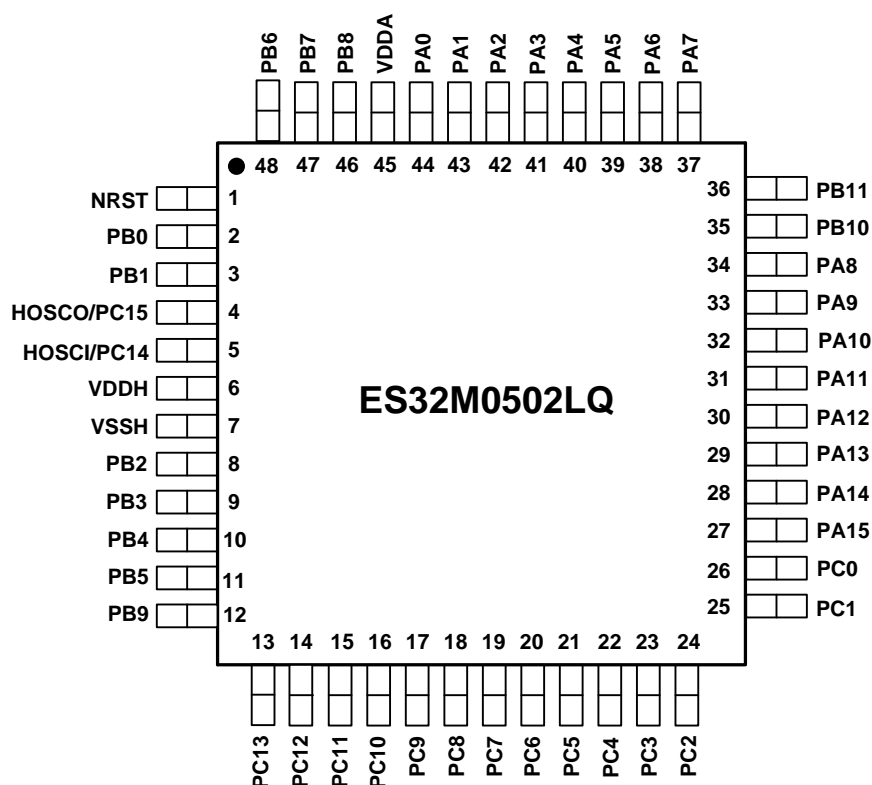 PB6
PB7
PB8
VDDA
PA0
PA1
PA2
PA3
PA4
PA5
PA6
PA7
48
47
46
45
44
43
42
41
40
39
38
37
NRST 1
PB0 2
PB1 3
HOSCO/PC15 4
HOSCI/PC14 5
VDDH 6
VSSH 7
PB2 8
PB3 9
PB4 10
PB5 11
PB9 12
ES32M0502LQ
36 PB11
35 PB10
34 PA8
33 PA9
32 PA10
31 PA11
30 PA12
29 PA13
28 PA14
27 PA15
26 PC0
25 PC1
13
14
15
16
17
18
19
20
21
22
23
24
PC13
PC12
PC11
PC10
PC9
PC8
PC7
PC6
PC5
PC4
PC3
PC2